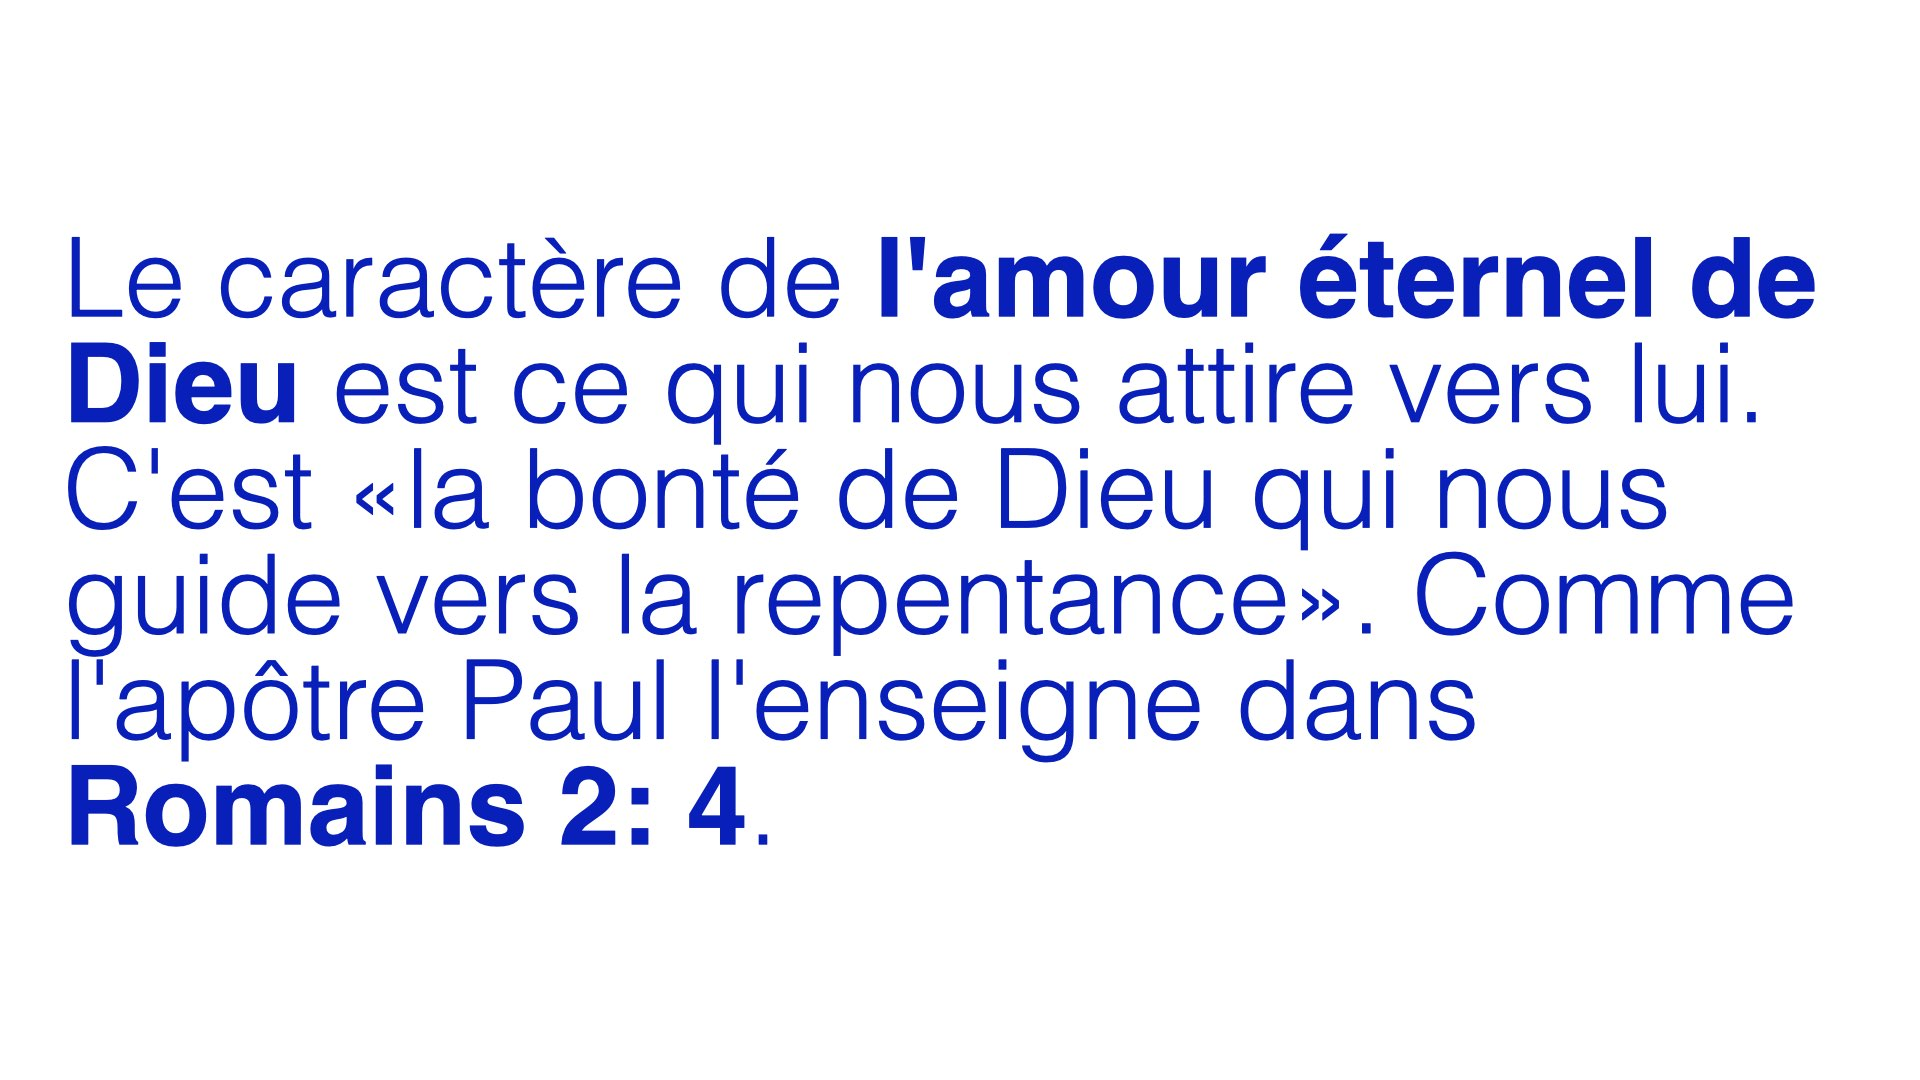 Le caractère de l'amour éternel de
Dieu est ce qui nous attire vers lui.
C'est «la bonté de Dieu qui nous
guide vers la repentance». Comme
l'apôtre Paul l'enseigne dans
Romains 2: 4.